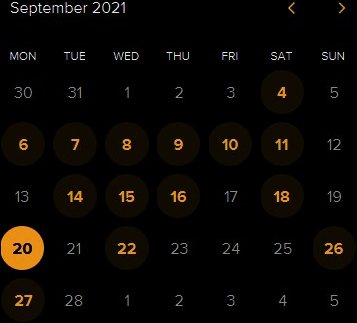 September 2021
MON TUE WED THU FRI SAT SUN
30 31 1 2 3 4 5
6 7 8 9 10 11 12
13 14 15 16 17 18 19
20 21 22 23 24 25 26
27 28 1 2 3 4 5